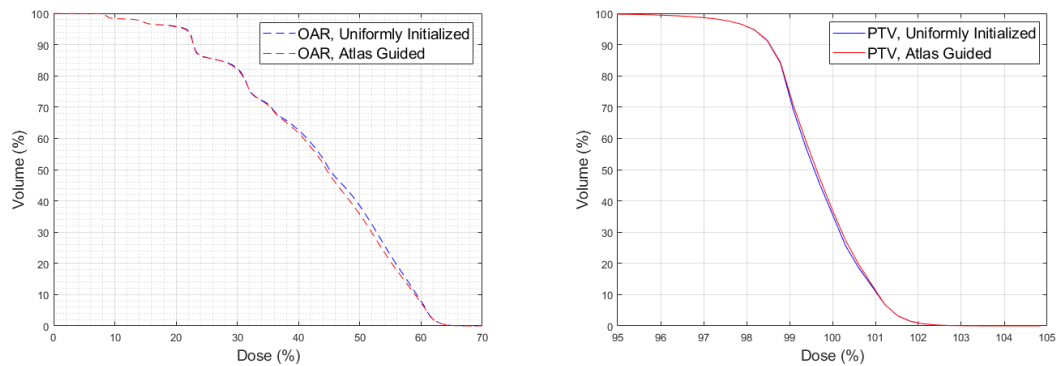 OAR, Uniformly Initialized
OAR, Atlas Guided
100
90
80
70
60
50
40
30
20
10
0
Volume (%)
0 10 20 30 40 50 60 70
Dose (%)
PTV, Uniformly Initialized
PTV, Atlas Guided
100
90
80
70
60
50
40
30
20
10
0
Volume (%)
95 96 97 98 99 100 101 102 103 104 105
Dose (%)